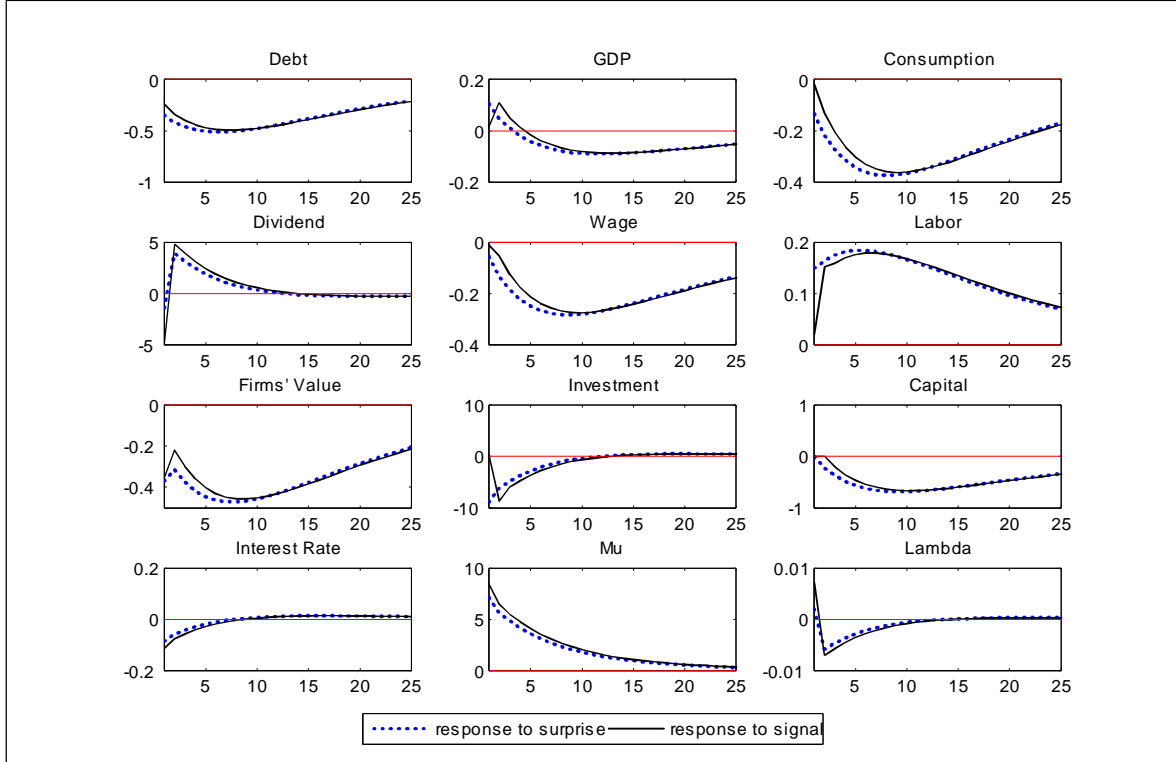 Debt GDP Consumption
0 0.2 0
-0.5 0 -0.2
-1 0.2 -0.4
5 10 15 20 25 5 10 15 20 25 5 10 15 20 25
Dividend Wage Labor
5 0 0.2
0 -0.2 0.1
-5 -0.4 0
5 10 15 20 25 5 10 15 20 25 5 10 15 20 25
Firms' Value Investment Capital
0 10 1
-0.2 0 0
-0.4 -10 -1
5 10 15 20 25 5 10 15 20 25 5 10 15 20 25
Interest Rate Mu Lambda
0.2 10 0.01
0 5 0
-0.2 0 -0.01
5 10 15 20 25 5 10 15 20 25 5 10 15 20 25
response to surprise response to signal